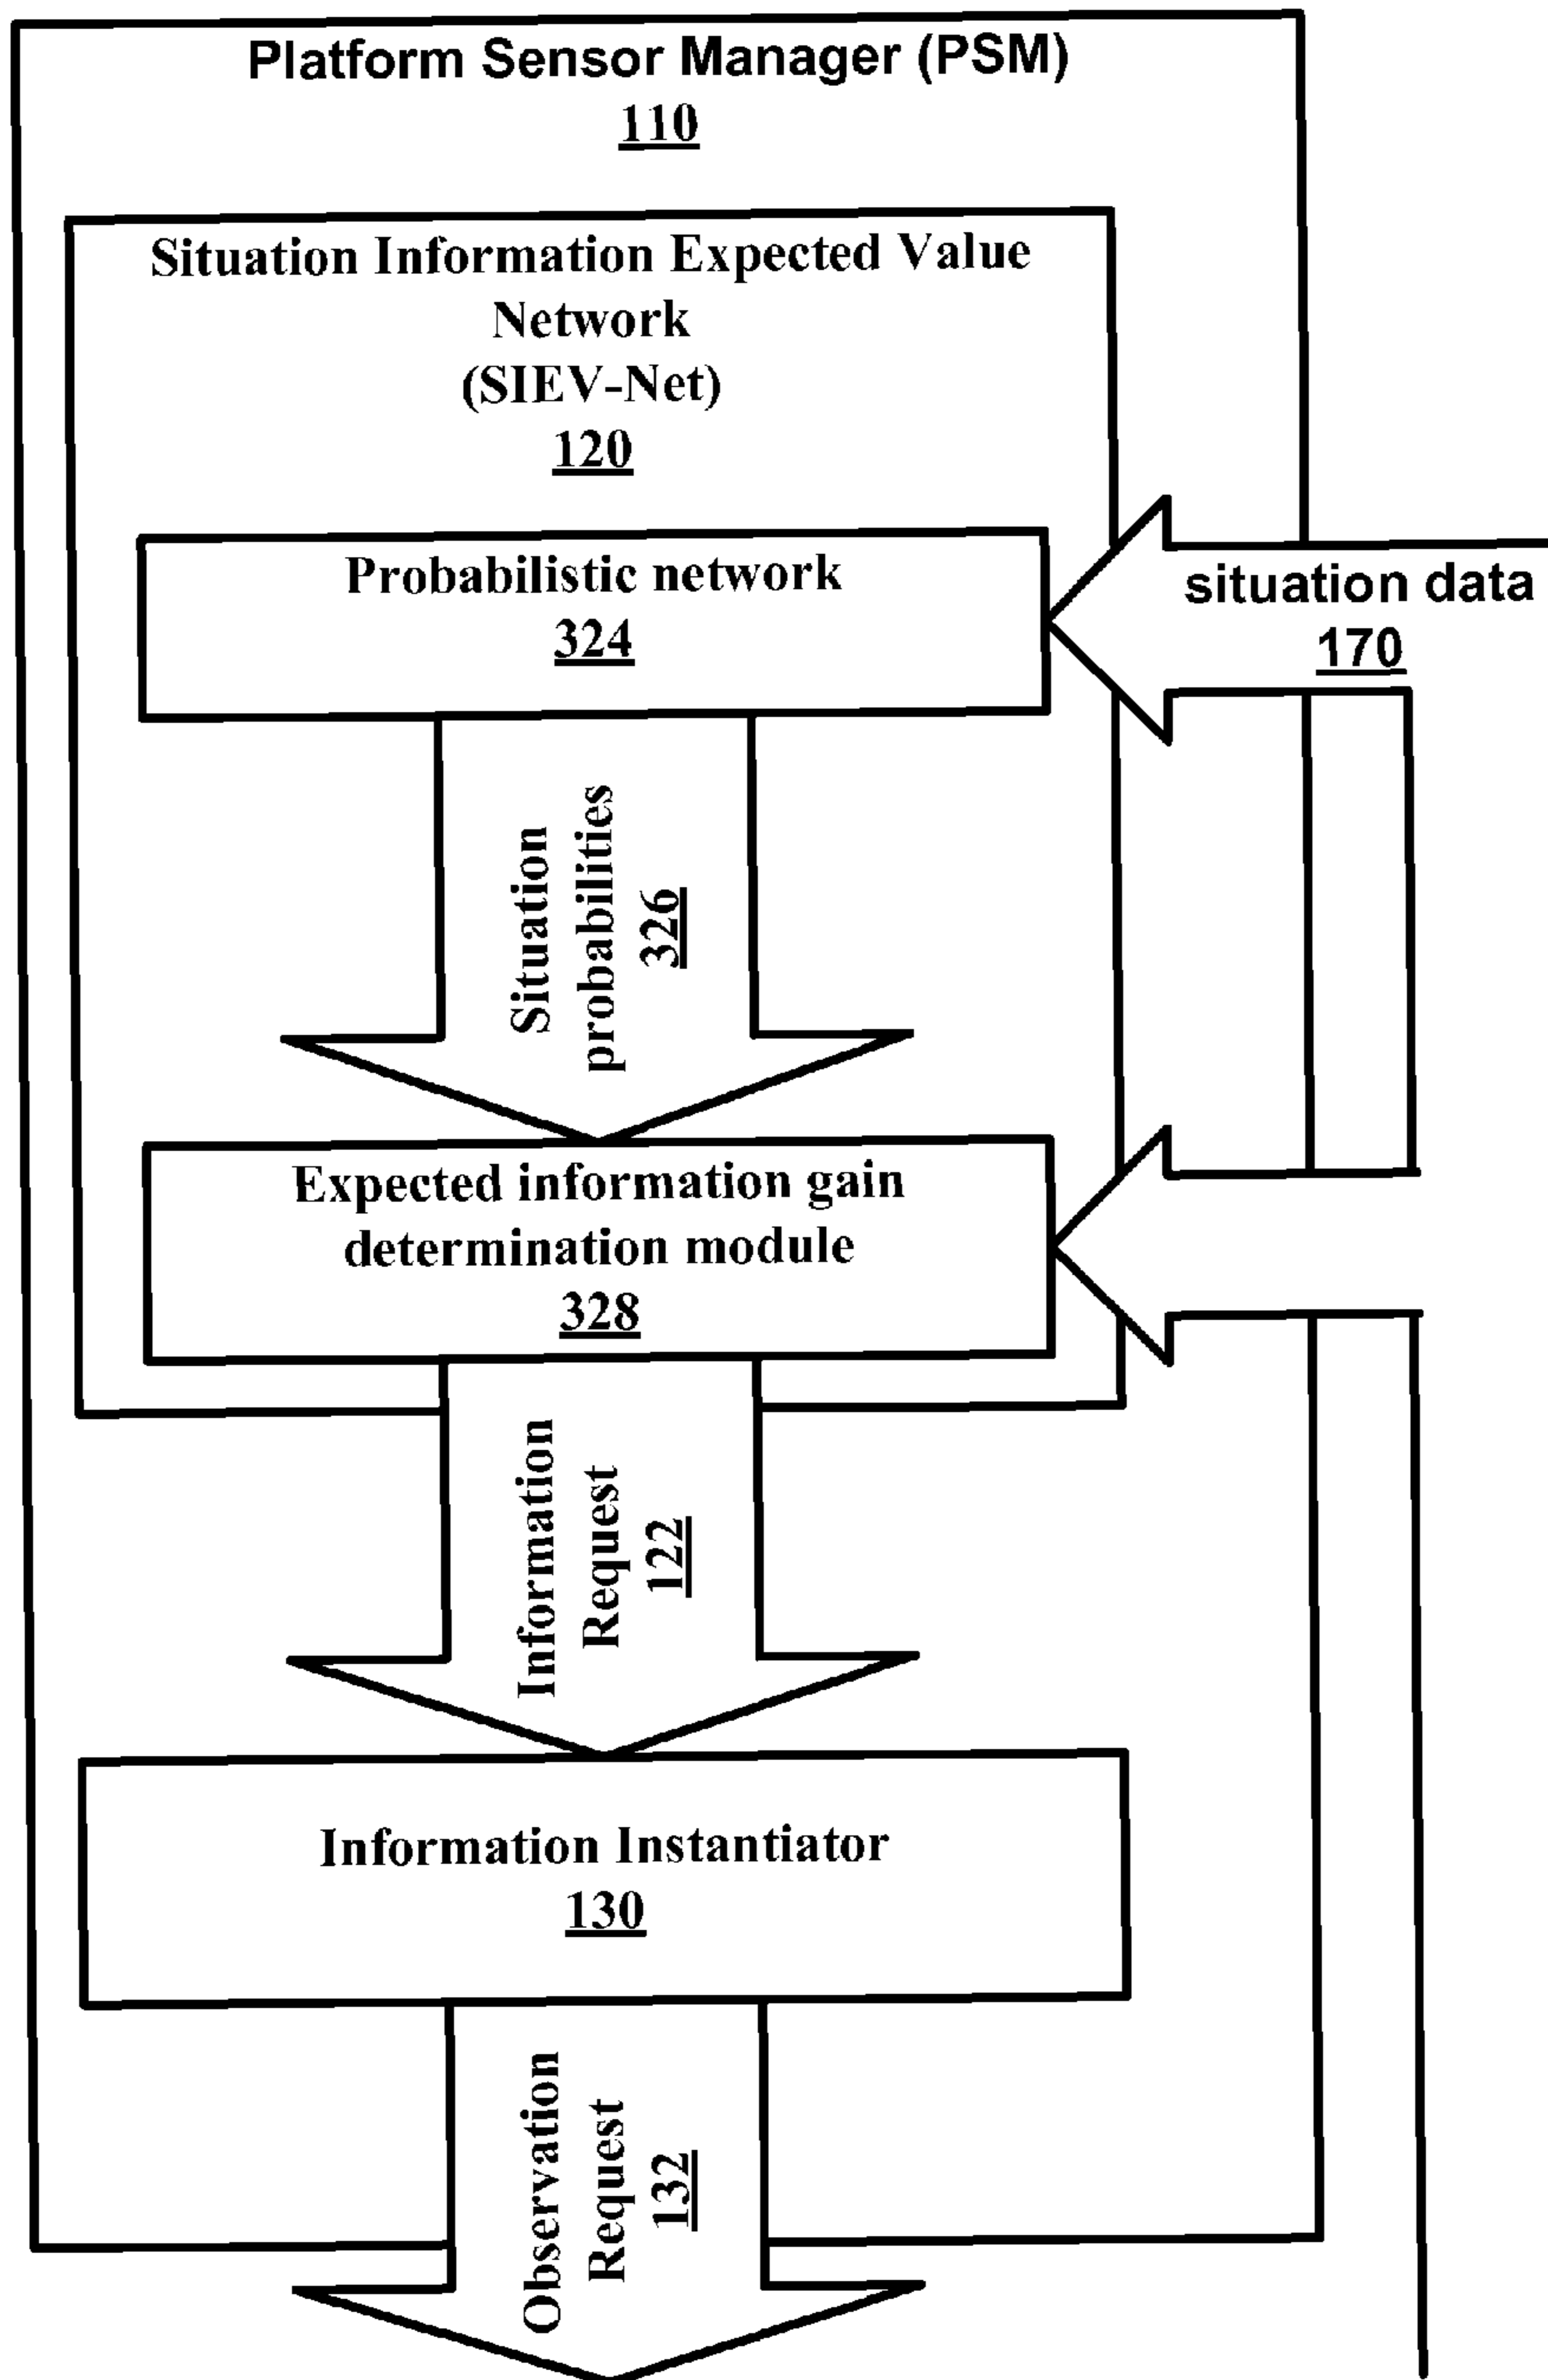 Platform Sensor Manager (PSM)
110
Situation Information Expected Value
Network
(SIEV-Net)
120
Probabilistic network
324
situation data
170
Situation
probabilities
326
Expected information gain
determination module
328
Information
Request
122
Information Instantiator
130
Observation
Request
132